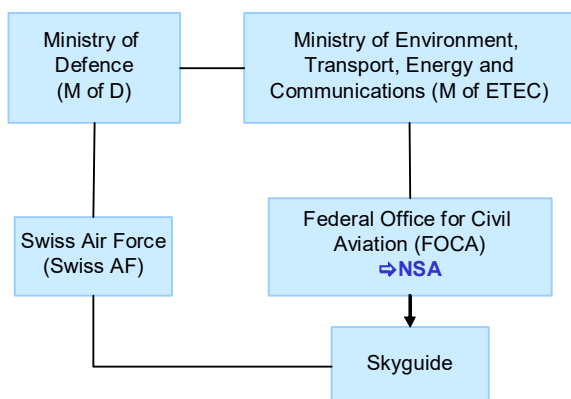 Ministry of
Defence
(M of D)
Ministry of Environment,
Transport, Energy and
Communications (M of ETEC)
Swiss Air Force
(Swiss AF)
Federal Office for Civil
Aviation (FOCA)
⇨NSA
Skyguide